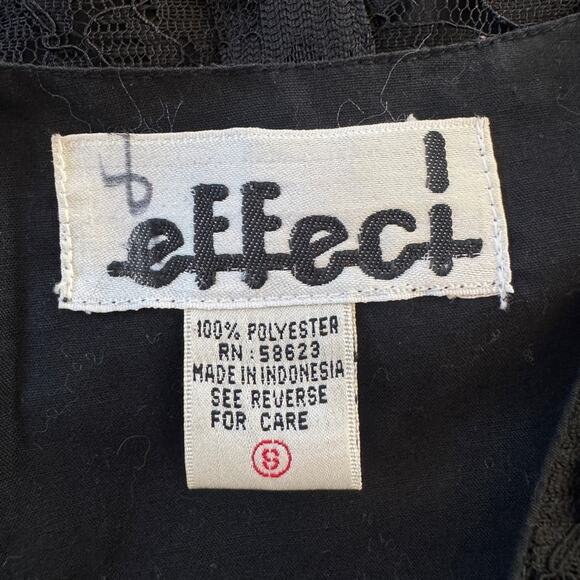 effect
100% POLYESTER
RN : 58623
MADE IN INDONESIA
SEE REVERSE
FOR CARE
S